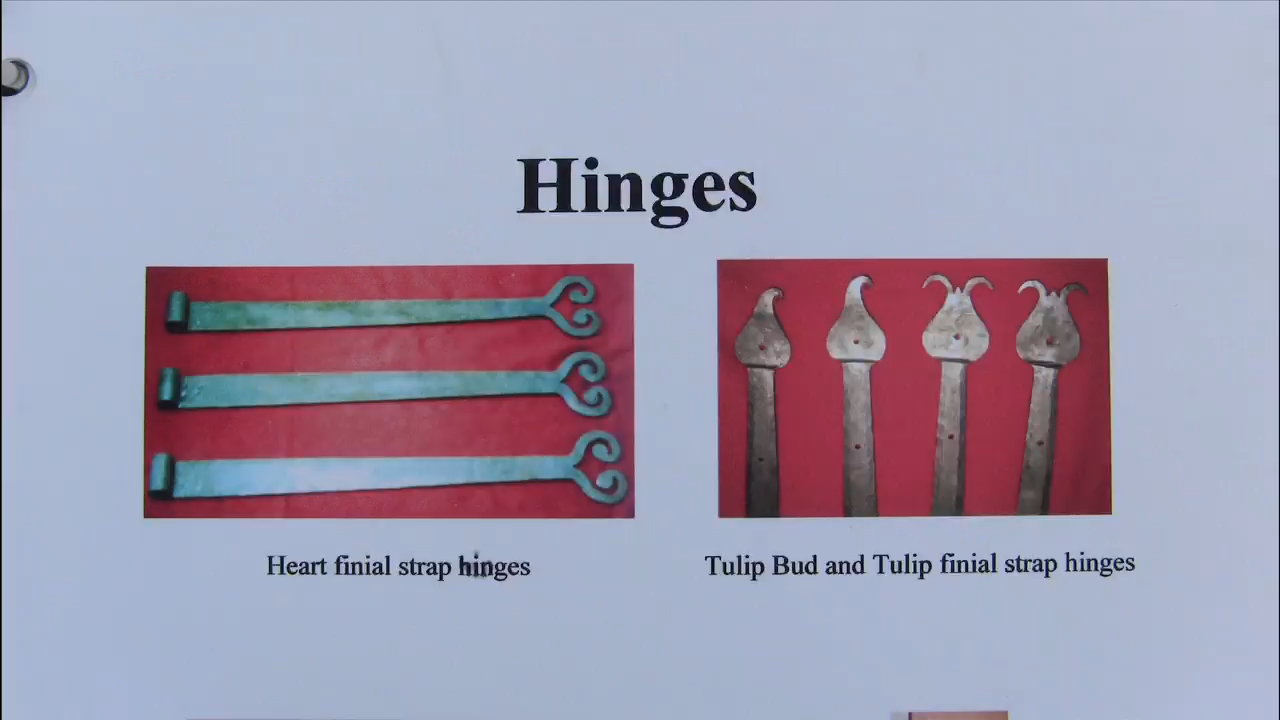 Hinges
Heart finial strap hinges
Tulip Bud and Tulip finial strap hinges